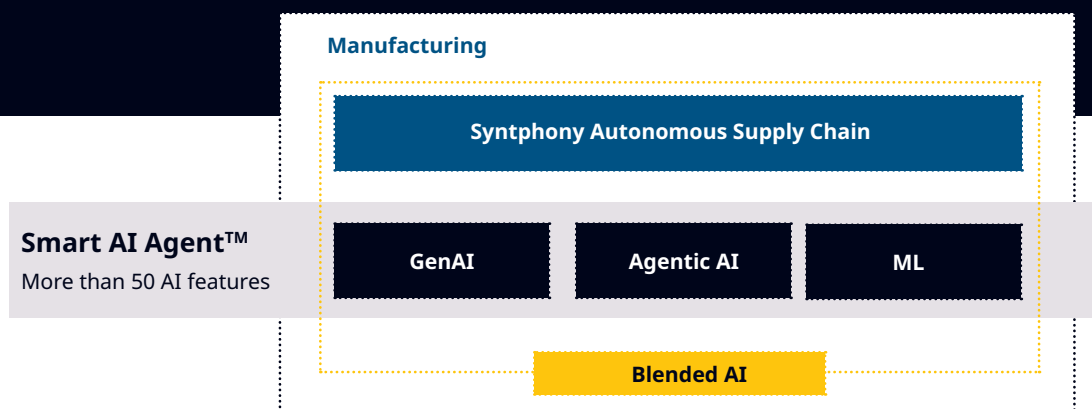 Manufacturing
Syntphony Autonomous Supply Chain
Smart AI Agent™
More than 50 AI features
GenAI
Agentic AI
ML
Blended AI